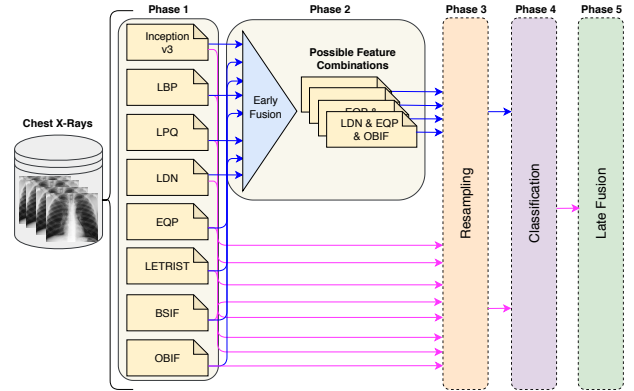 Phase 1
Phase 2
Phase 3
Phase 4
Phase 5
Chest X-Rays
Inception
v3
LBP
LPQ
LDN
EQP
LETRIST
BSIF
OBIF
Early
Fusion
Possible Feature
Combinations
EQP &
LDN & EQP
& OBIF
Resampling
Classification
Late Fusion